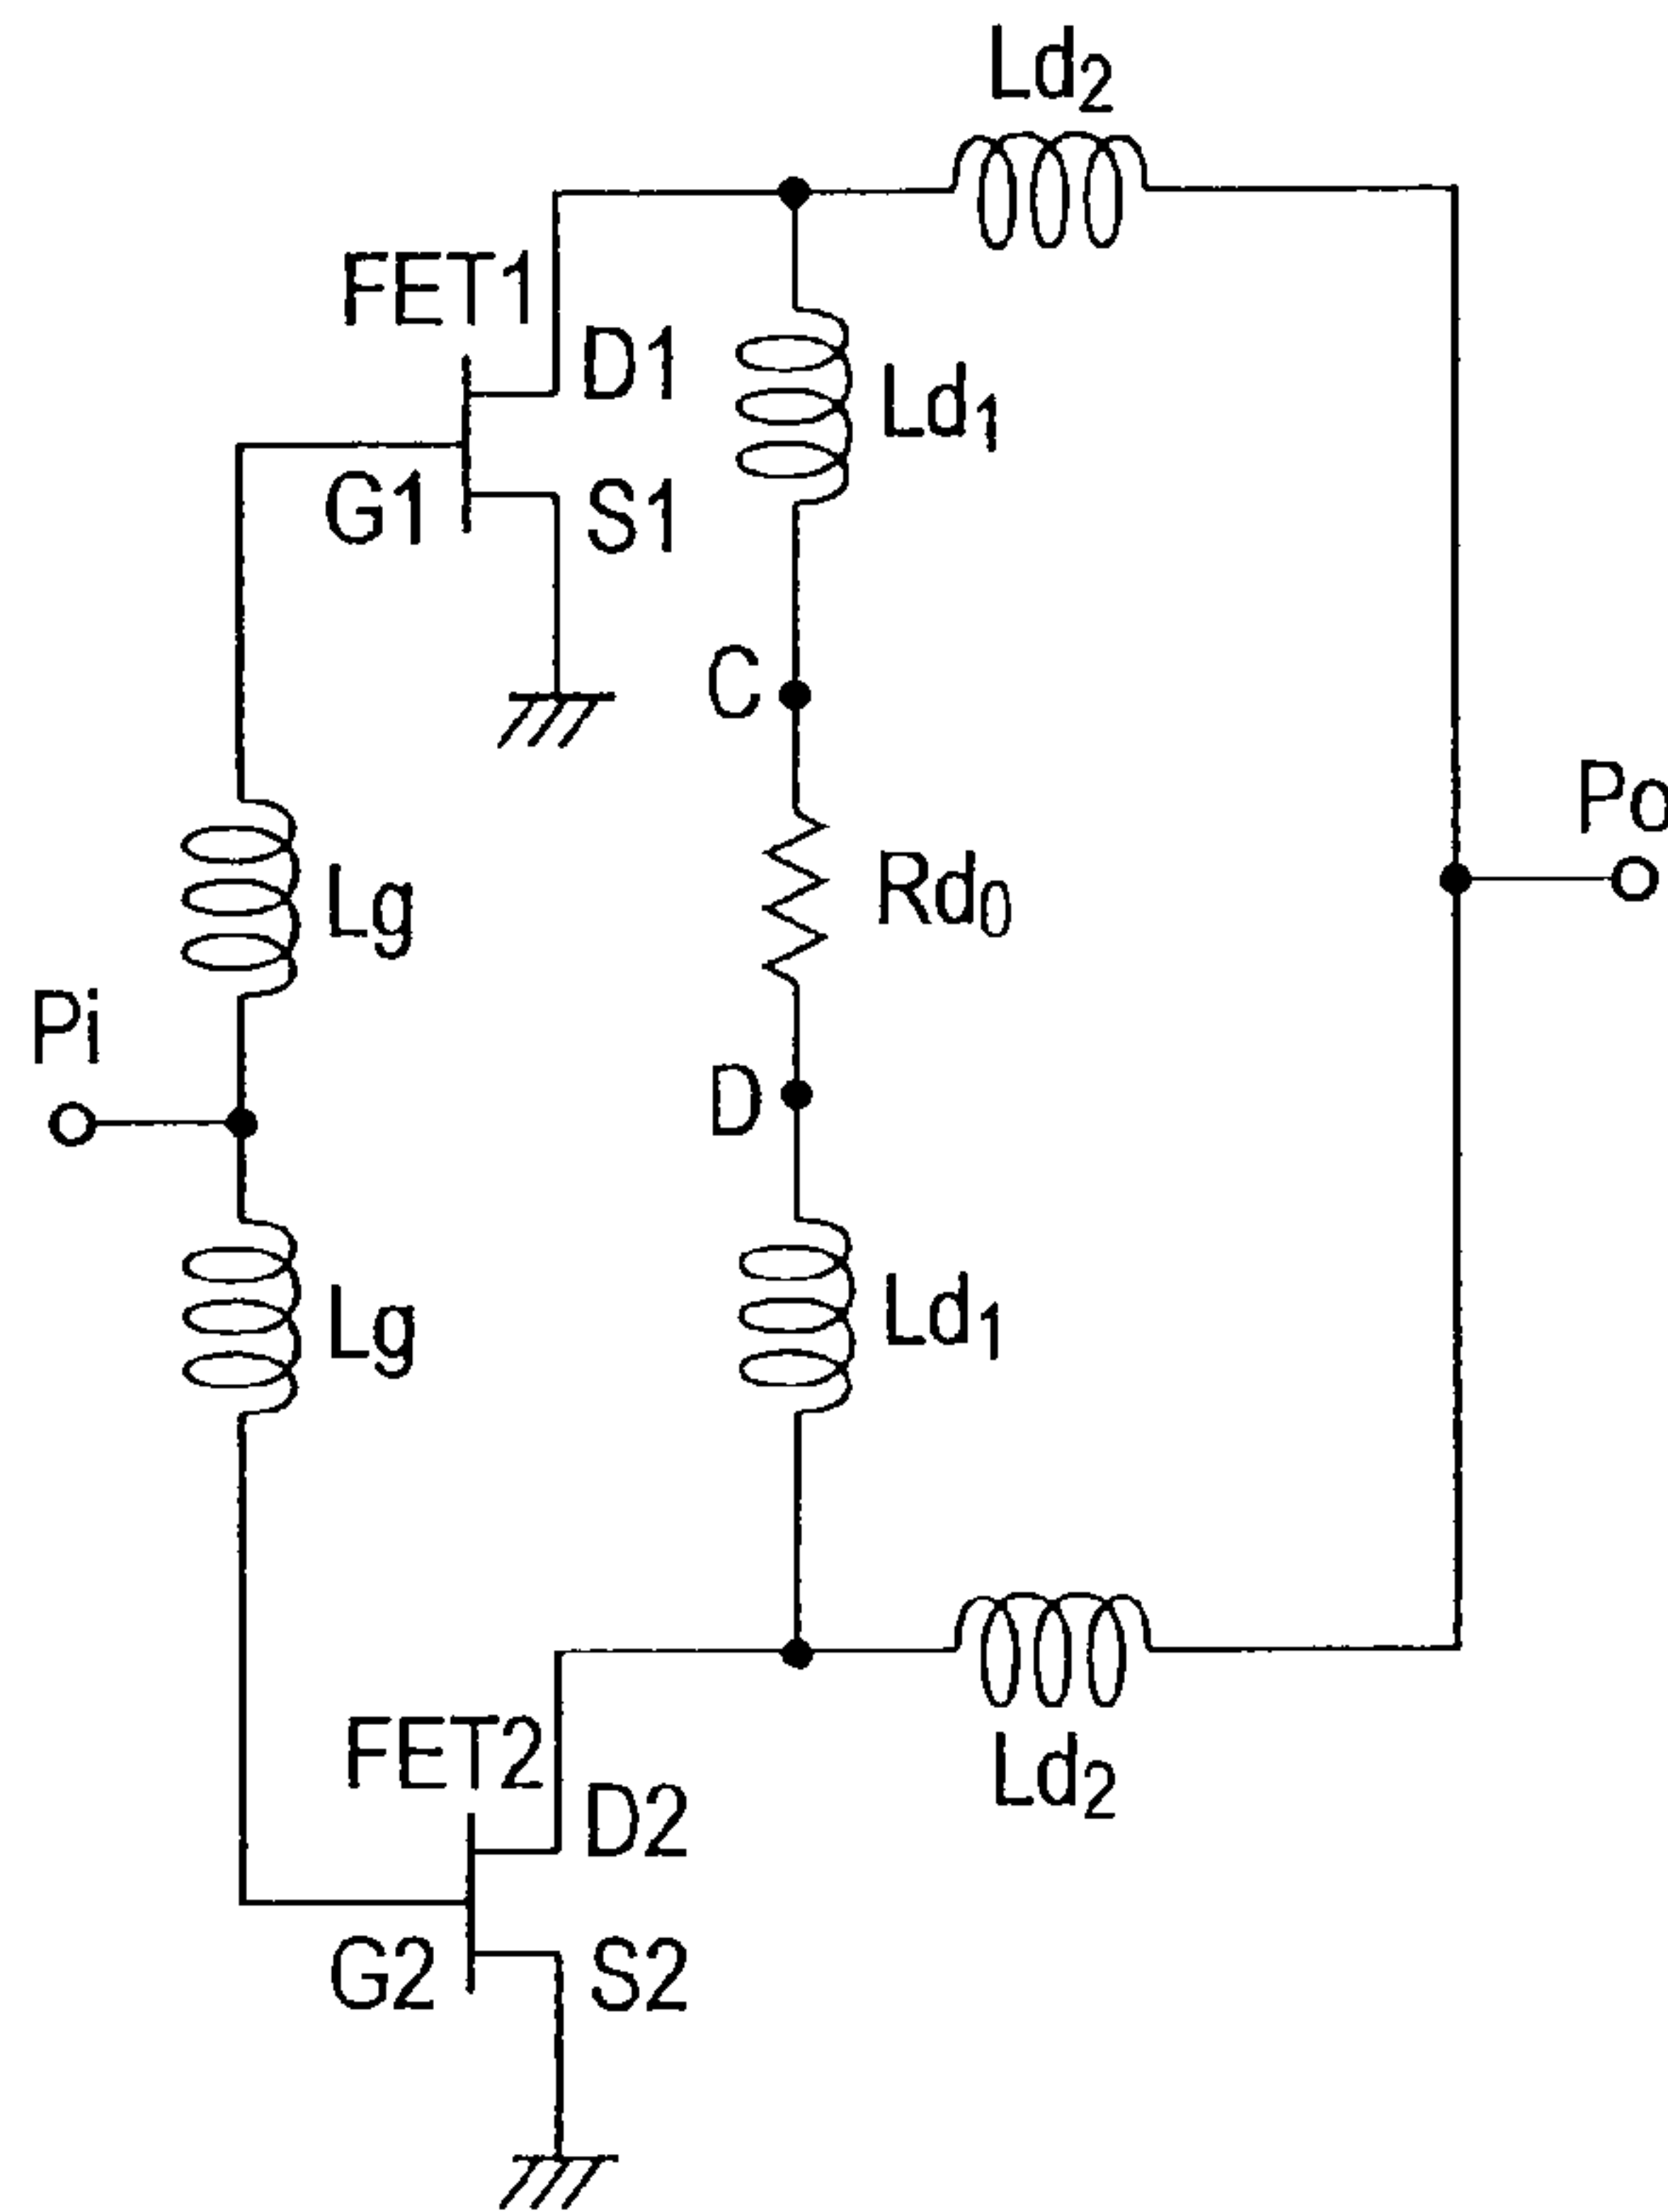 Ld₂
FET1
D1
Ld₁
G1
S1
C
Po
Rd₀
Lg
Pi
D
Lg
Ld₁
FET2
Ld₂
D2
G2
S2